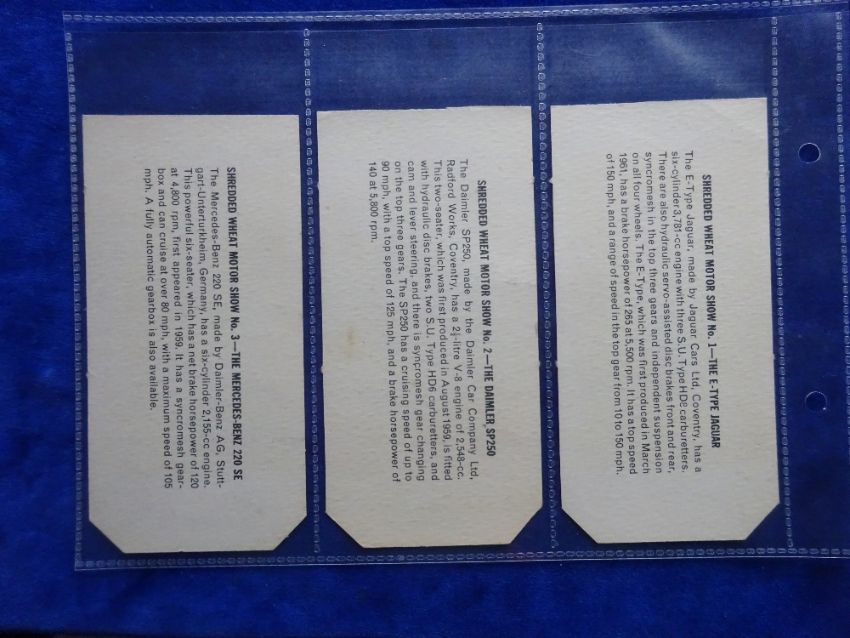 SHREDDED WHEAT MOTOR SHOW No. 1—THE E-TYPE JAGUAR
The E-Type Jaguar, made by Jaguar Cars Ltd, Coventry, has a
six-cylinder 3,781-cc engine with three S.U. Type HD8 carburetters.
There are also hydraulic servo-assisted disc brakes front and rear,
syncromesh in the top three gears and independent suspension
on all four wheels. The E-Type, which was first produced in March
1961, has a brake horsepower of 265 at 5,500 rpm. It has a top speed
of 150 mph, and a range of speed in the top gear from 10 to 150 mph.
SHREDDED WHEAT MOTOR SHOW No. 2—THE DAIMLER SP250
The Daimler SP250, made by the Daimler Car Company Ltd,
Radford Works, Coventry, has a 2½-litre V-8 engine of 2,548-cc.
This two-seater, which was first produced in August 1959, is fitted
with hydraulic disc brakes, two S.U. Type HD6 carburetters, and
cam and lever steering, and there is syncromesh gear changing
on the top three gears. The SP250 has a cruising speed of up to
90 mph, with a top speed of 125 mph, and a brake horsepower of
140 at 5,800 rpm.
SHREDDED WHEAT MOTOR SHOW No. 3—THE MERCEDES-BENZ 220 SE
The Mercedes-Benz 220 SE, made by Daimler-Benz AG, Stutt-
gart-Unterturkheim, Germany, has a six-cylinder 2,155-cc engine.
This powerful six-seater, which has a net brake horsepower of 120
at 4,800 rpm, first appeared in 1959. It has a syncromesh gear-
box and can cruise at over 80 mph, with a maximum speed of 105
mph. A fully automatic gearbox is also available.